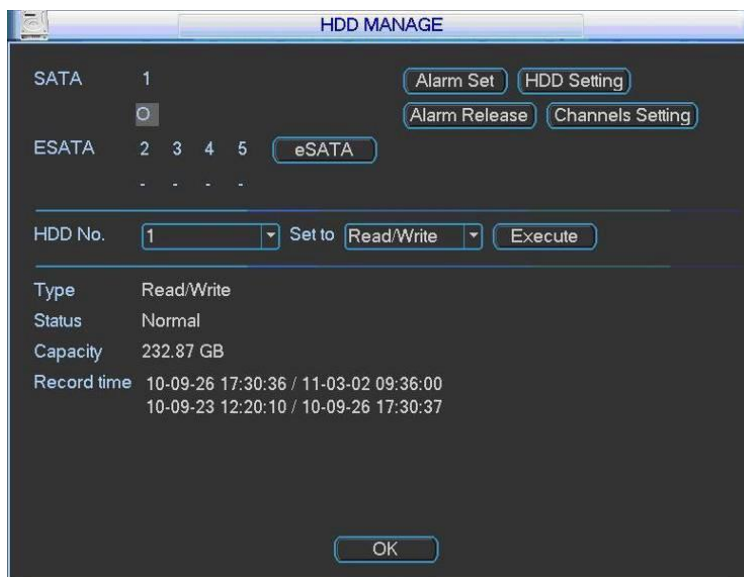 HDD MANAGE
SATA 1 Alarm Set HDD Setting
O Alarm Release Channels Setting
ESATA 2 3 4 5 eSATA
- - - -
HDD No. 1 Set to Read/Write Execute
Type Read/Write
Status Normal
Capacity 232.87 GB
Record time 10-09-26 17:30:36 / 11-03-02 09:36:00
10-09-23 12:20:10 / 10-09-26 17:30:37
OK